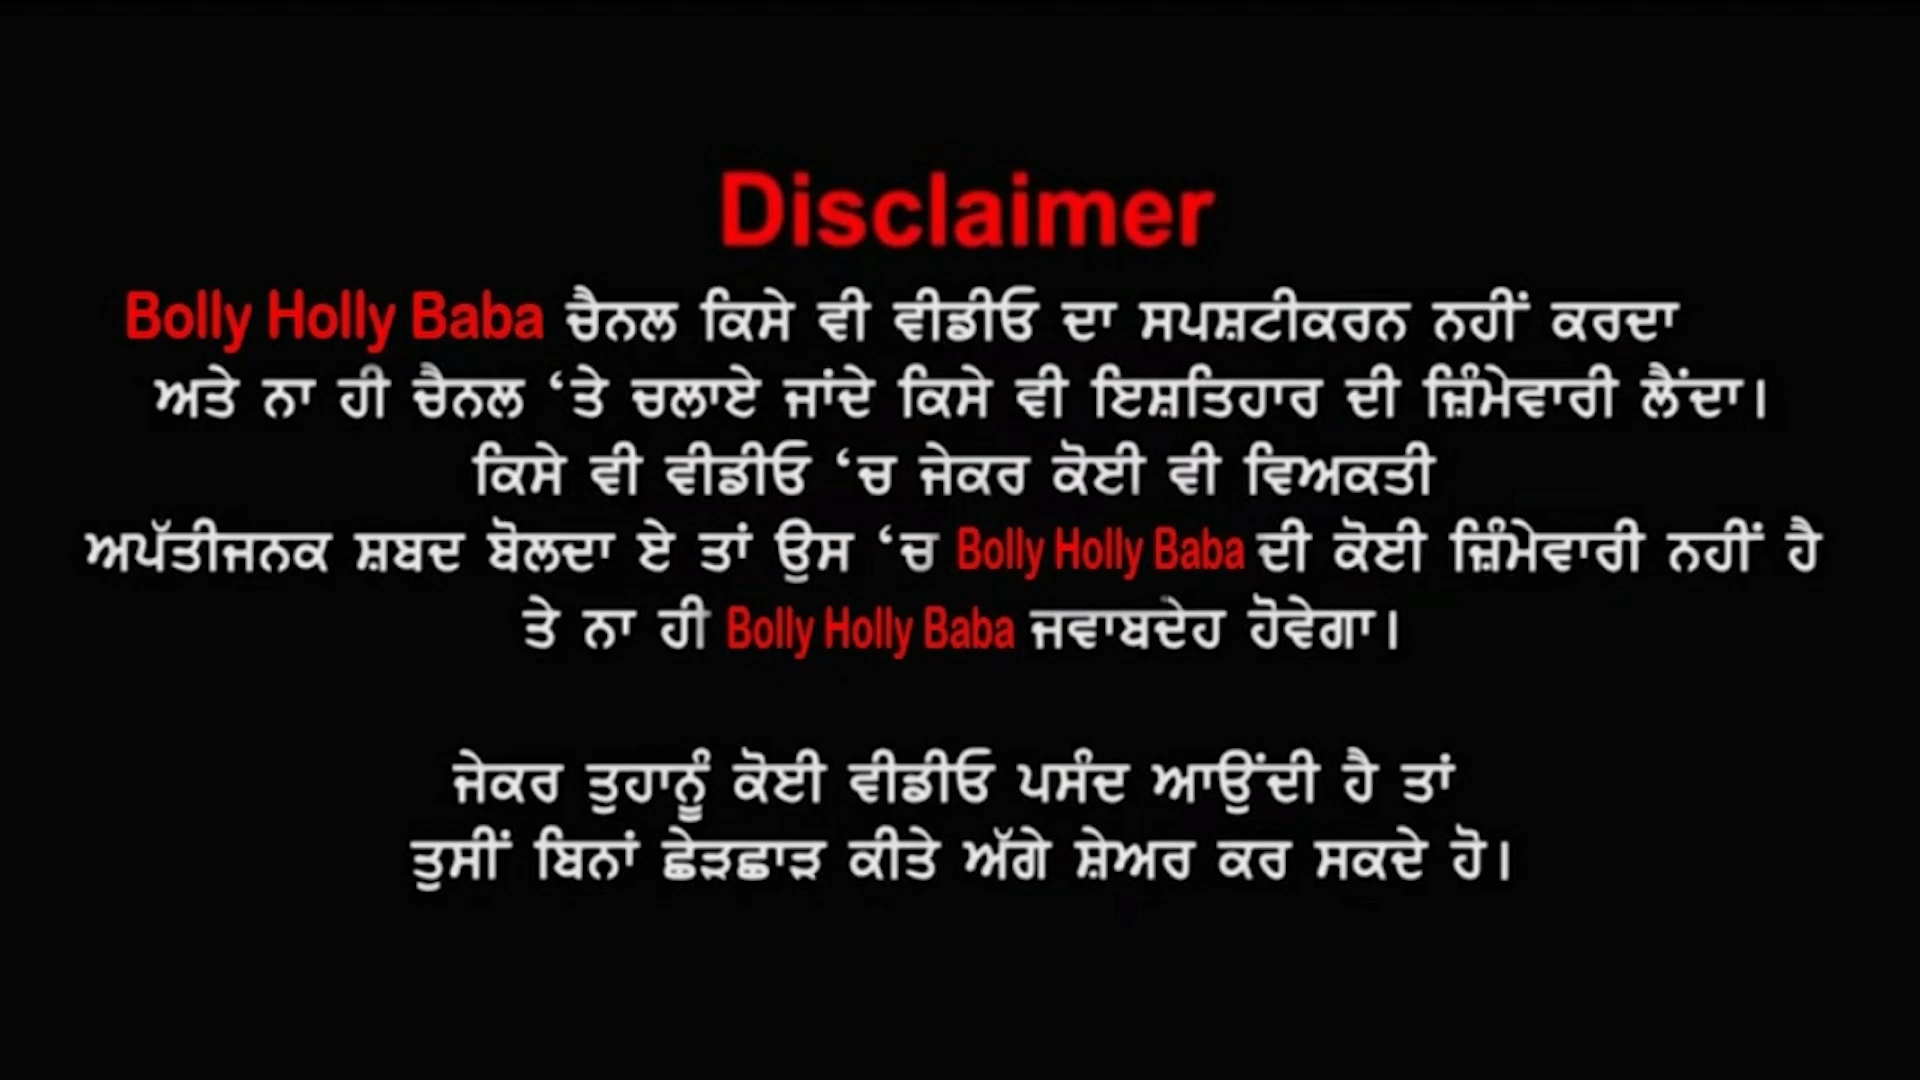 Disclaimer
Bolly Holly Baba ਚੈਨਲ ਕਿਸੇ ਵੀ ਵੀਡੀਓ ਦਾ ਸਪਸ਼ਟੀਕਰਨ ਨਹੀਂ ਕਰਦਾ
ਅਤੇ ਨਾ ਹੀ ਚੈਨਲ ‘ਤੇ ਚਲਾਏ ਜਾਂਦੇ ਕਿਸੇ ਵੀ ਇਸ਼ਤਿਹਾਰ ਦੀ ਜ਼ਿੰਮੇਵਾਰੀ ਲੈਂਦਾ।
ਕਿਸੇ ਵੀ ਵੀਡੀਓ ‘ਚ ਜੇਕਰ ਕੋਈ ਵੀ ਵਿਅਕਤੀ
ਅਪੱਤੀਜਨਕ ਸ਼ਬਦ ਬੋਲਦਾ ਏ ਤਾਂ ਉਸ ‘ਚ Bolly Holly Baba ਦੀ ਕੋਈ ਜ਼ਿੰਮੇਵਾਰੀ ਨਹੀਂ ਹੈ
ਤੇ ਨਾ ਹੀ Bolly Holly Baba ਜਵਾਬਦੇਹ ਹੋਵੇਗਾ।
ਜੇਕਰ ਤੁਹਾਨੂੰ ਕੋਈ ਵੀਡੀਓ ਪਸੰਦ ਆਉਂਦੀ ਹੈ ਤਾਂ
ਤੁਸੀਂ ਬਿਨਾਂ ਛੇੜਛਾੜ ਕੀਤੇ ਅੱਗੇ ਸ਼ੇਅਰ ਕਰ ਸਕਦੇ ਹੋ।